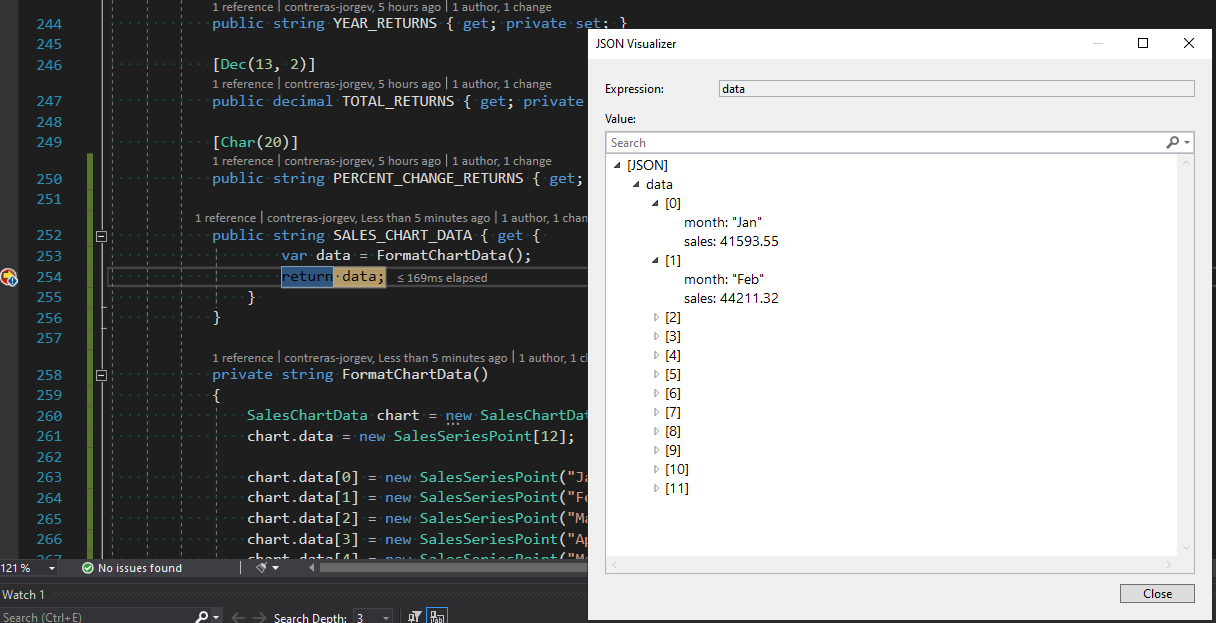 1 reference | contreras-jorgev, 5 hours ago | 1 author, 1 change
244 public string YEAR_RETURNS { get; private set; }
245
246 [Dec(13, 2)]
1 reference | contreras-jorgev, 5 hours ago | 1 author, 1 change
247 public decimal TOTAL_RETURNS { get; private
248
249 [Char(20)]
1 reference | contreras-jorgev, 5 hours ago | 1 author, 1 change
250 public string PERCENT_CHANGE_RETURNS { get;
251
1 reference | contreras-jorgev, Less than 5 minutes ago | 1 author, 1 chan
252 public string SALES_CHART_DATA { get {
253 var data = FormatChartData();
254 return data; ≤ 169ms elapsed
255 }
256 }
257
1 reference | contreras-jorgev, Less than 5 minutes ago | 1 author, 1 c
258 private string FormatChartData()
259 {
260 SalesChartData chart = new SalesChartDat
261 chart.data = new SalesSeriesPoint[12];
262
263 chart.data[0] = new SalesSeriesPoint("Ja
264 chart.data[1] = new SalesSeriesPoint("Fe
265 chart.data[2] = new SalesSeriesPoint("Ma
266 chart.data[3] = new SalesSeriesPoint("Ap
267 chart.data[4] = new SalesSeriesPoint("M
121 %
No issues found
Watch 1
Search (Ctrl+E)
Search Depth: 3
JSON Visualizer
Expression: data
Value:
Search
[JSON]
data
[0]
month: "Jan"
sales: 41593.55
[1]
month: "Feb"
sales: 44211.32
[2]
[3]
[4]
[5]
[6]
[7]
[8]
[9]
[10]
[11]
Close